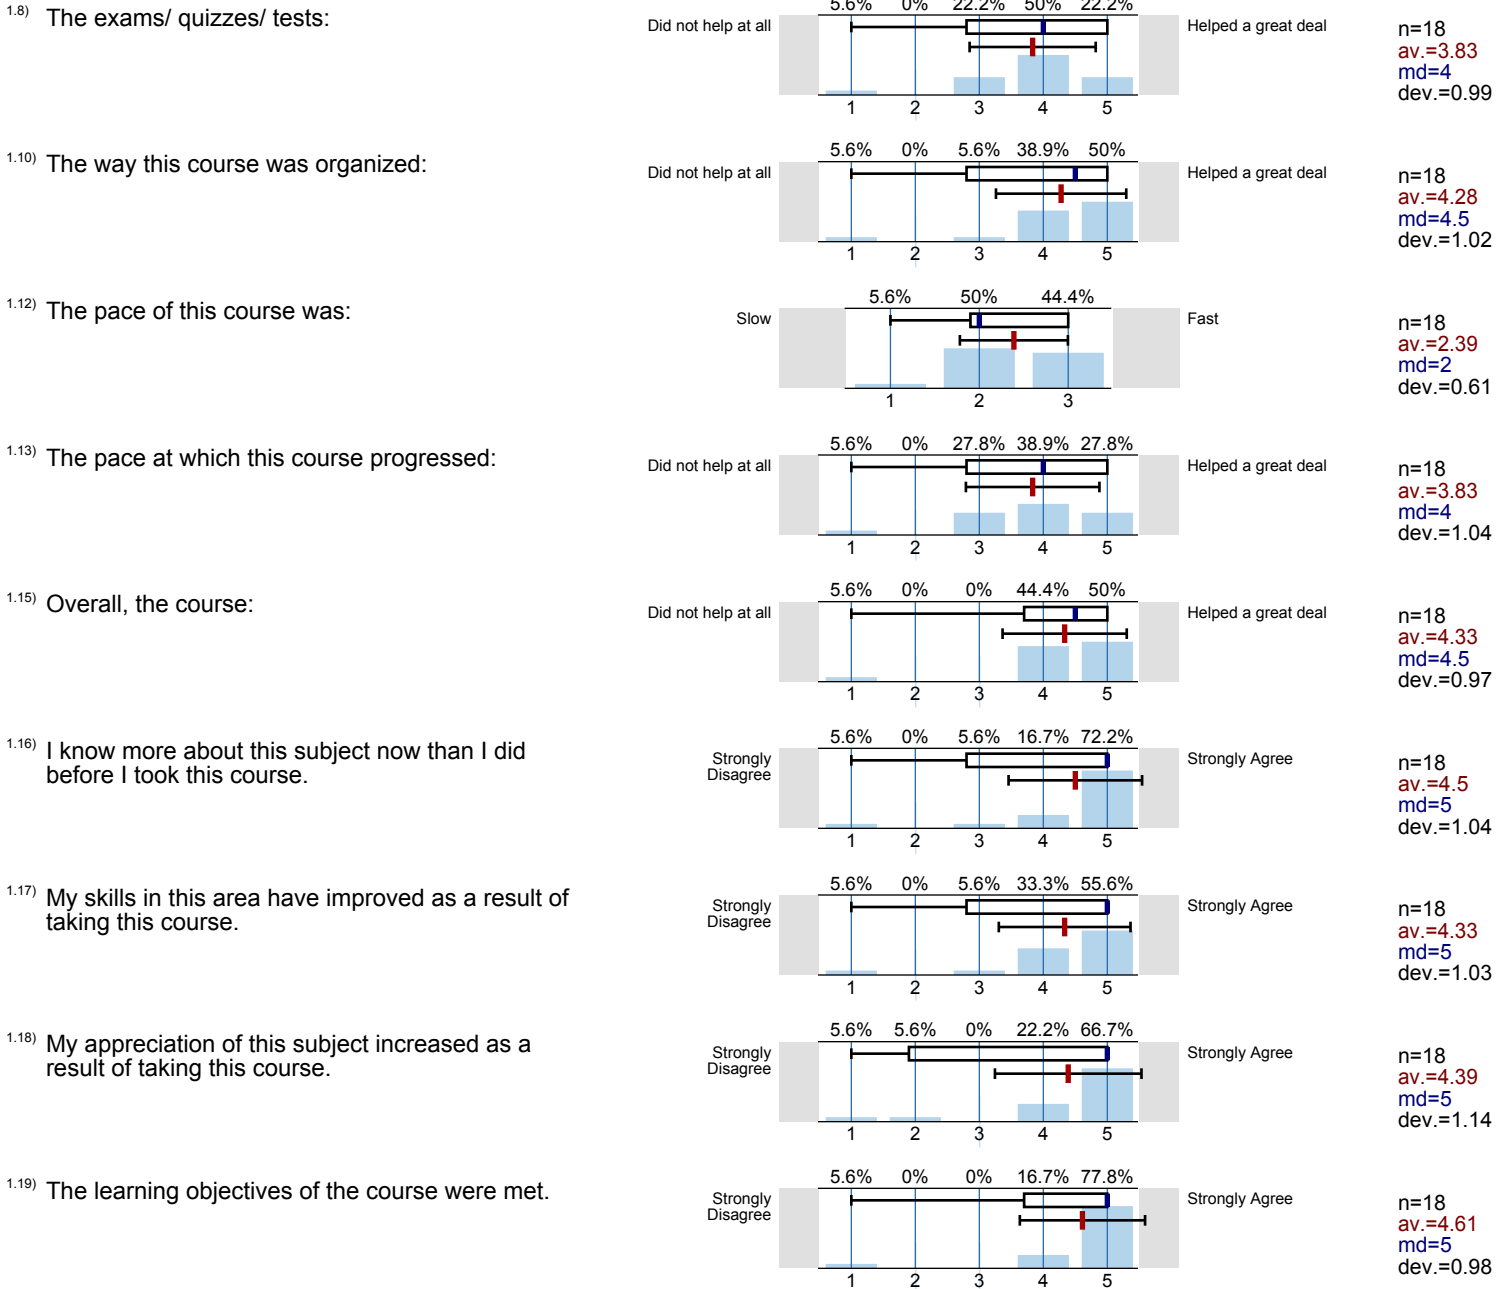 5.6% 0% 22.2% 50% 22.2%
1.8) The exams/ quizzes/ tests:
Did not help at all
Helped a great deal
n=18
av.=3.83
md=4
dev.=0.99
1 2 3 4 5
5.6% 0% 5.6% 38.9% 50%
1.10) The way this course was organized:
Did not help at all
Helped a great deal
n=18
av.=4.28
md=4.5
dev.=1.02
1 2 3 4 5
5.6% 50% 44.4%
1.12) The pace of this course was:
Slow
Fast
n=18
av.=2.39
md=2
dev.=0.61
1 2 3
5.6% 0% 27.8% 38.9% 27.8%
1.13) The pace at which this course progressed:
Did not help at all
Helped a great deal
n=18
av.=3.83
md=4
dev.=1.04
1 2 3 4 5
5.6% 0% 0% 44.4% 50%
1.15) Overall, the course:
Did not help at all
Helped a great deal
n=18
av.=4.33
md=4.5
dev.=0.97
1 2 3 4 5
5.6% 0% 5.6% 16.7% 72.2%
1.16) I know more about this subject now than I did
before I took this course.
Strongly
Disagree
Strongly Agree
n=18
av.=4.5
md=5
dev.=1.04
1 2 3 4 5
5.6% 0% 5.6% 33.3% 55.6%
1.17) My skills in this area have improved as a result of
taking this course.
Strongly
Disagree
Strongly Agree
n=18
av.=4.33
md=5
dev.=1.03
1 2 3 4 5
5.6% 5.6% 0% 22.2% 66.7%
1.18) My appreciation of this subject increased as a
result of taking this course.
Strongly
Disagree
Strongly Agree
n=18
av.=4.39
md=5
dev.=1.14
1 2 3 4 5
5.6% 0% 0% 16.7% 77.8%
1.19) The learning objectives of the course were met.
Strongly
Disagree
Strongly Agree
n=18
av.=4.61
md=5
dev.=0.98
1 2 3 4 5